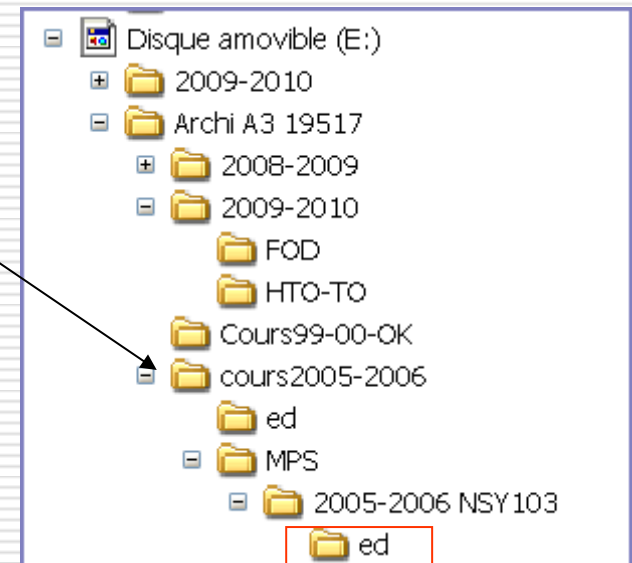 Disque amovible (E:)
2009-2010
Archi A3 19517
2008-2009
2009-2010
FOD
HTO-TO
Cours99-00-OK
cours2005-2006
ed
MPS
2005-2006 NSY103
ed